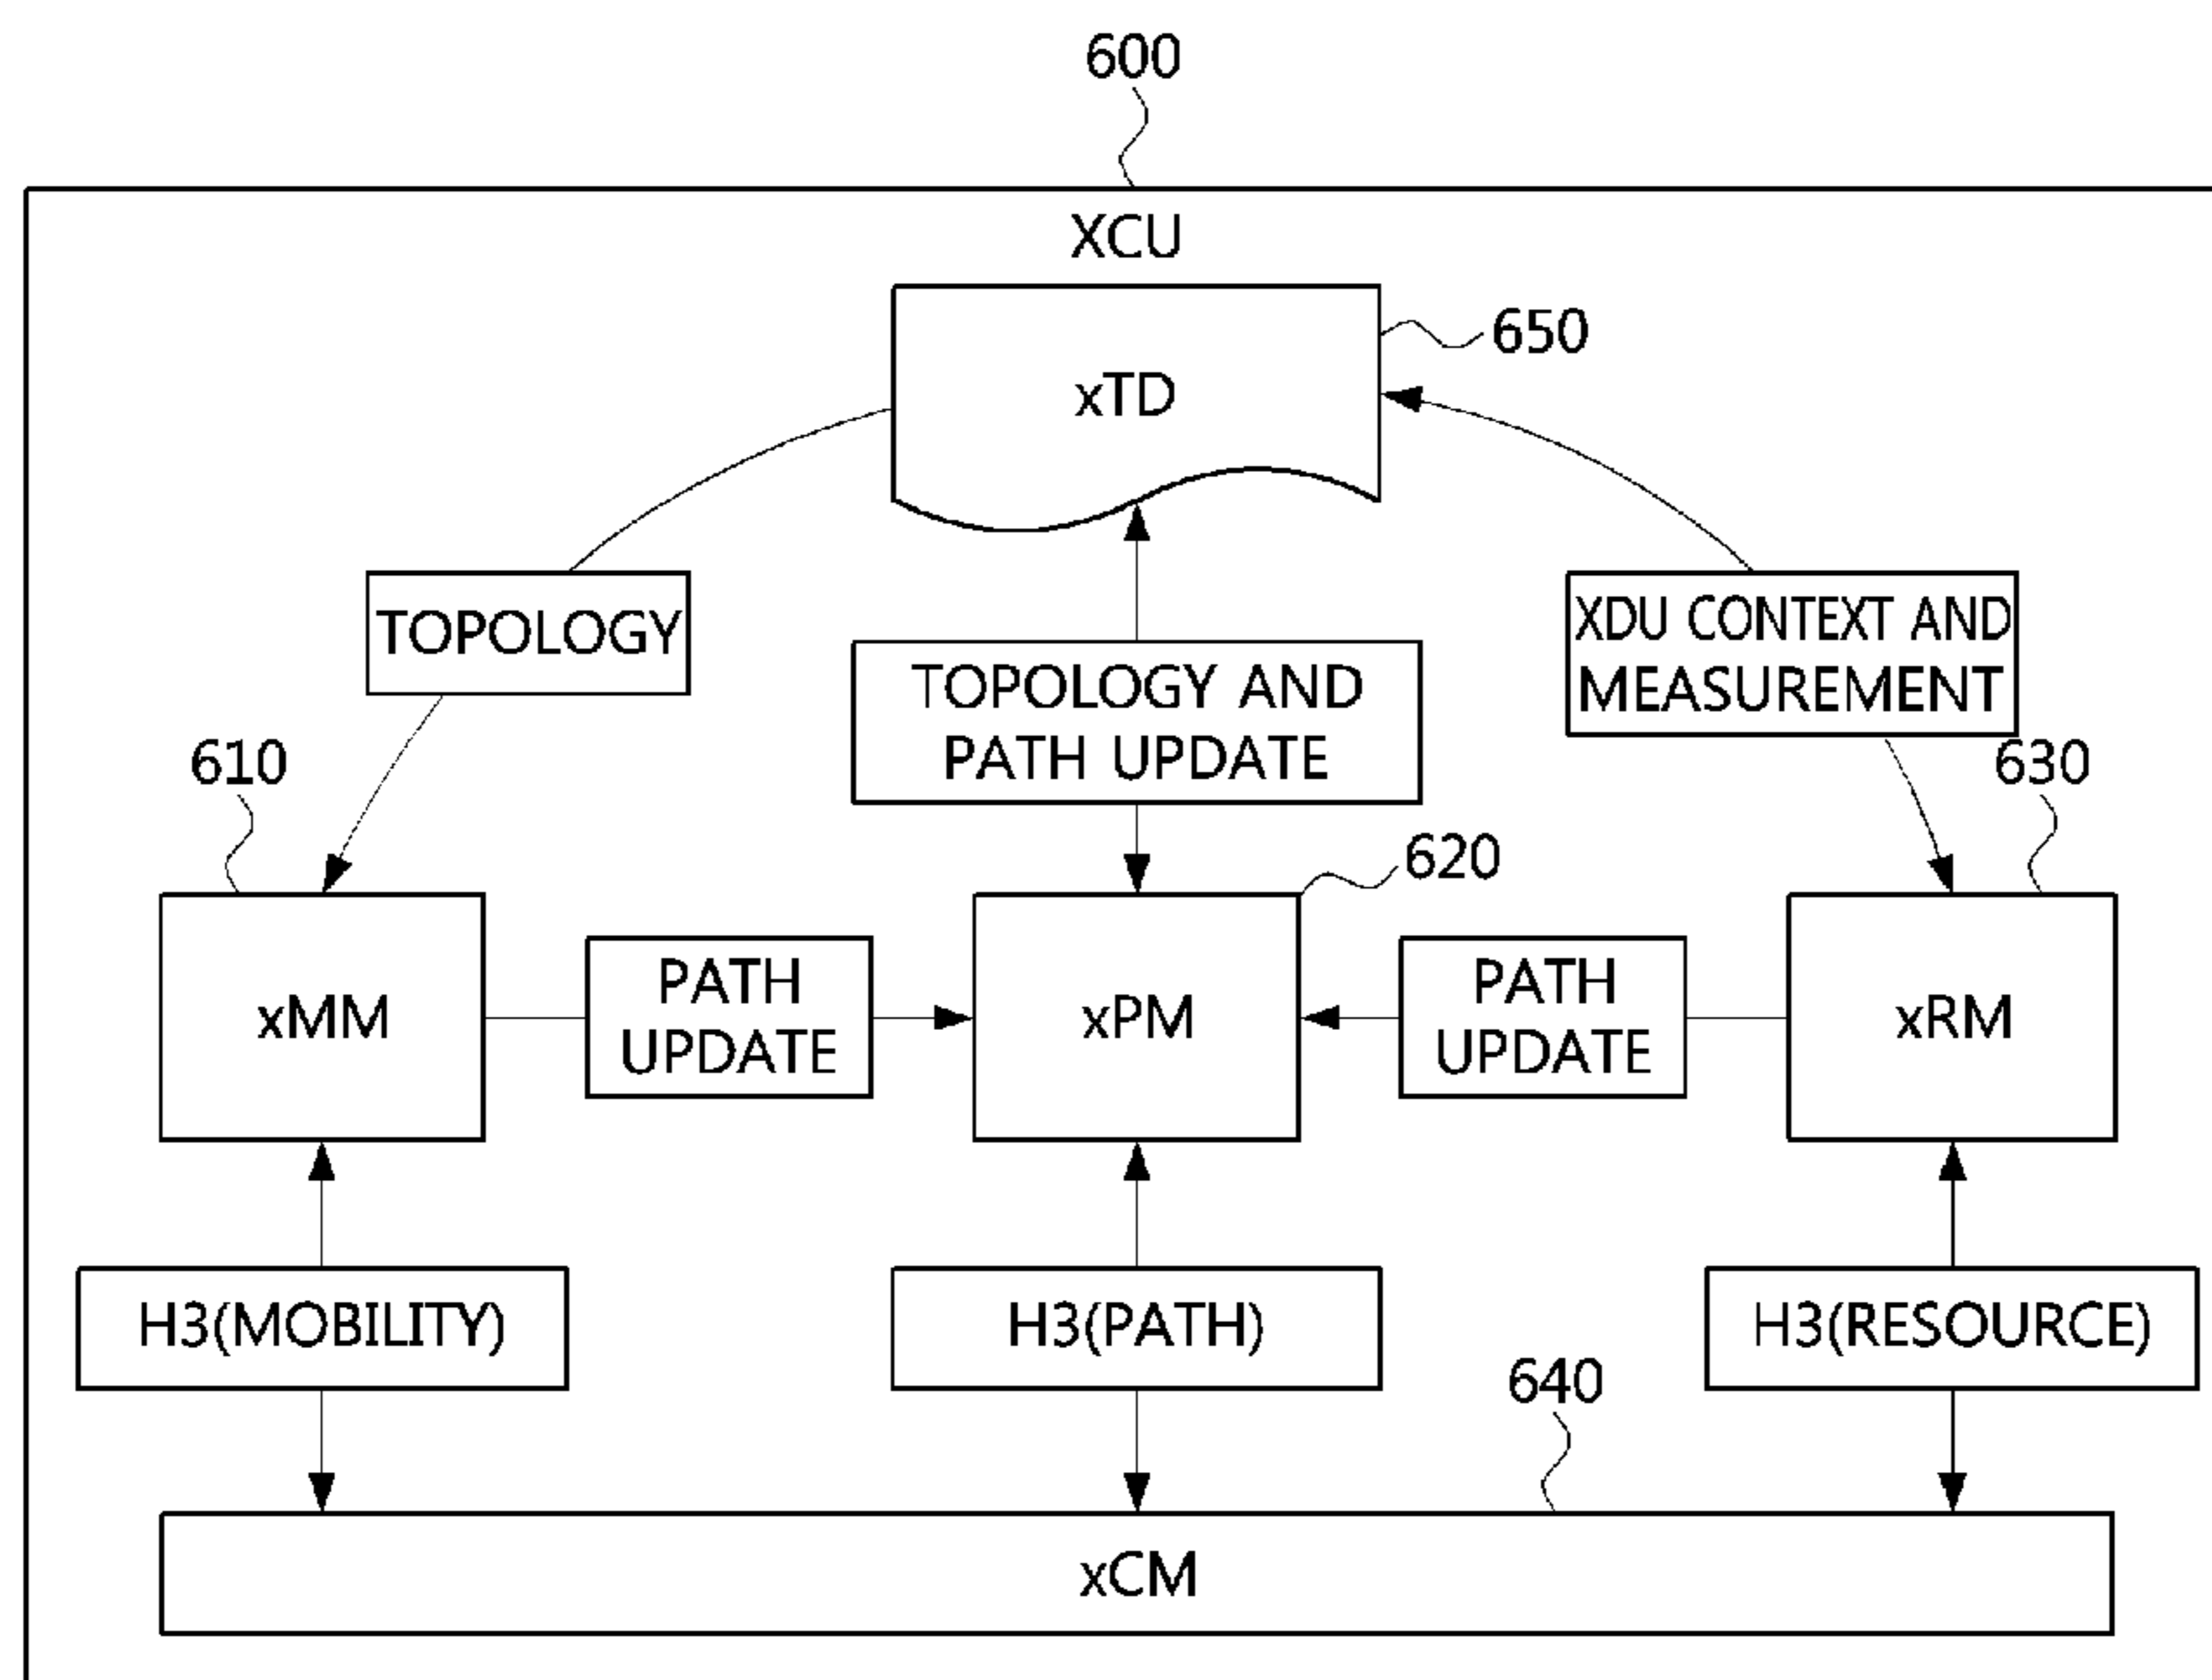 600
XCU
650
xTD
TOPOLOGY
TOPOLOGY AND
PATH UPDATE
XDU CONTEXT AND
MEASUREMENT
610
620
630
xMM
PATH
UPDATE
xPM
PATH
UPDATE
xRM
H3(MOBILITY)
H3(PATH)
H3(RESOURCE)
640
xCM